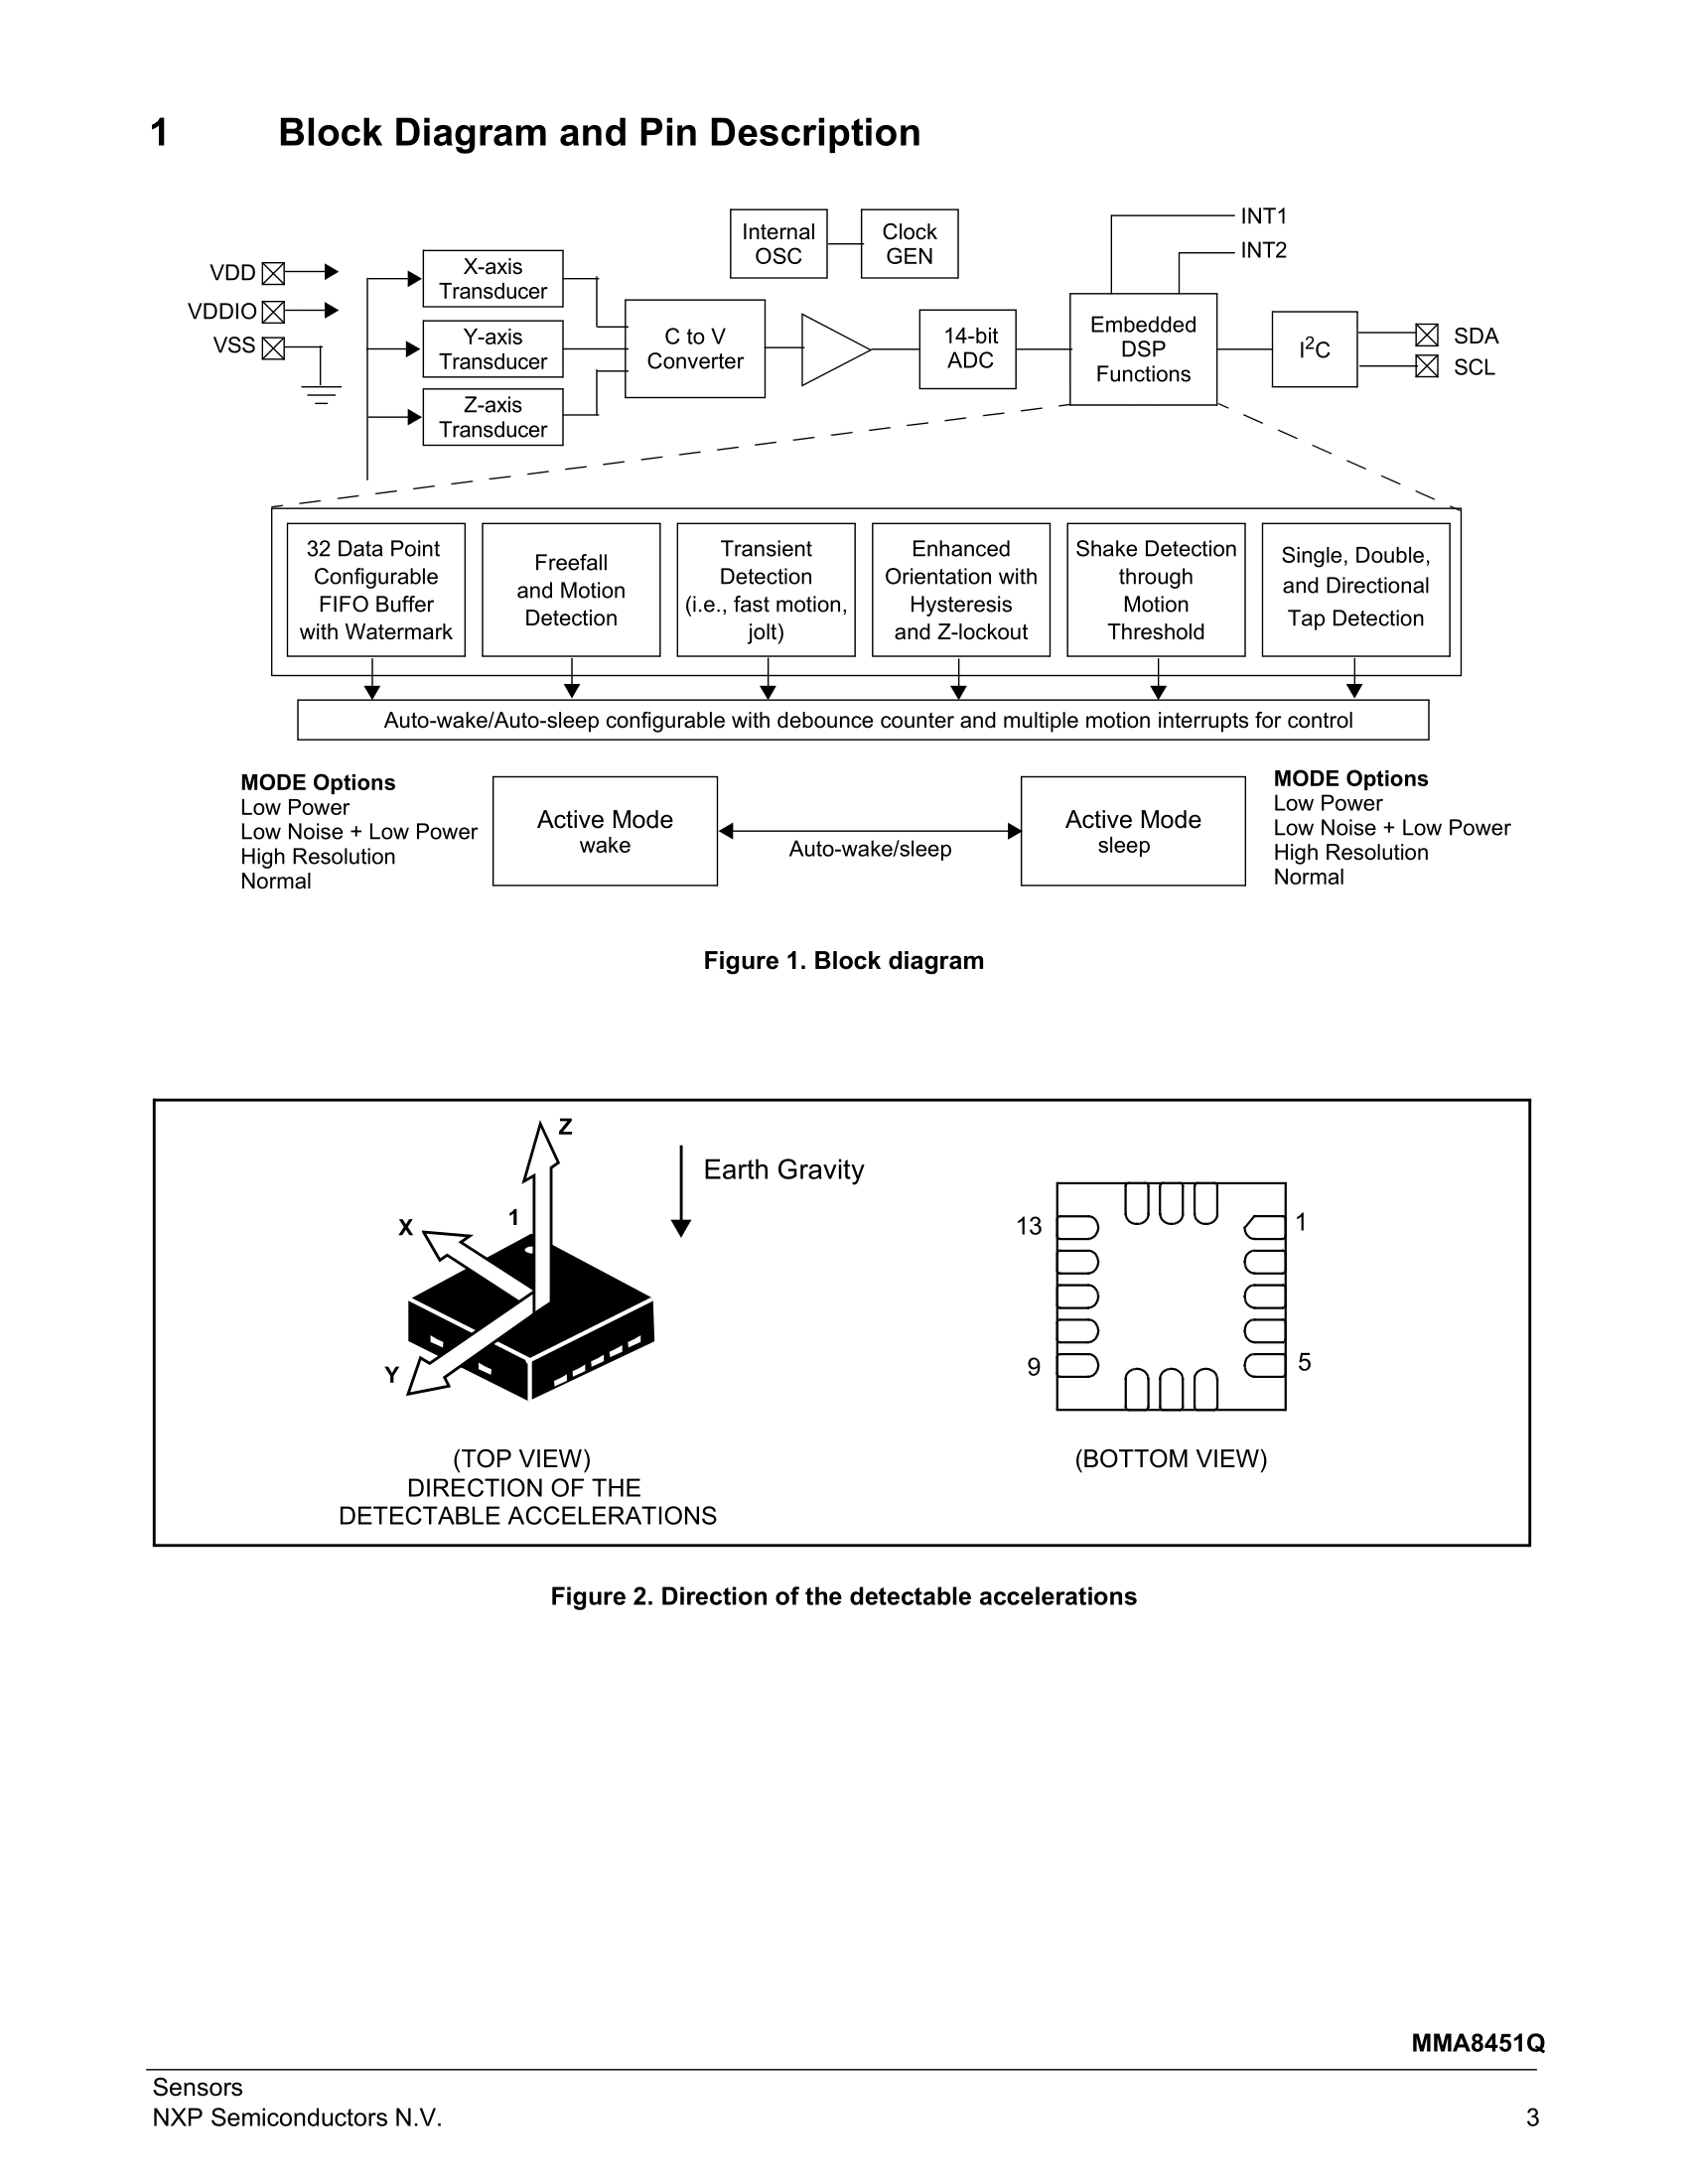 1 Block Diagram and Pin Description
Internal
OSC
Clock
GEN
INT1
INT2
VDD
VDDIO
VSS
X-axis
Transducer
Y-axis
Transducer
Z-axis
Transducer
C to V
Converter
14-bit
ADC
Embedded
DSP
Functions
I²C
SDA
SCL
32 Data Point
Configurable
FIFO Buffer
with Watermark
Freefall
and Motion
Detection
Transient
Detection
(i.e., fast motion,
jolt)
Enhanced
Orientation with
Hysteresis
and Z-lockout
Shake Detection
through
Motion
Threshold
Single, Double,
and Directional
Tap Detection
Auto-wake/Auto-sleep configurable with debounce counter and multiple motion interrupts for control
MODE Options
Low Power
Low Noise + Low Power
High Resolution
Normal
Active Mode
wake
Auto-wake/sleep
Active Mode
sleep
MODE Options
Low Power
Low Noise + Low Power
High Resolution
Normal
Figure 1. Block diagram
Z
Earth Gravity
1
X
Y
(TOP VIEW)
DIRECTION OF THE
DETECTABLE ACCELERATIONS
13
1
9
5
(BOTTOM VIEW)
Figure 2. Direction of the detectable accelerations
MMA8451Q
Sensors
NXP Semiconductors N.V.
3